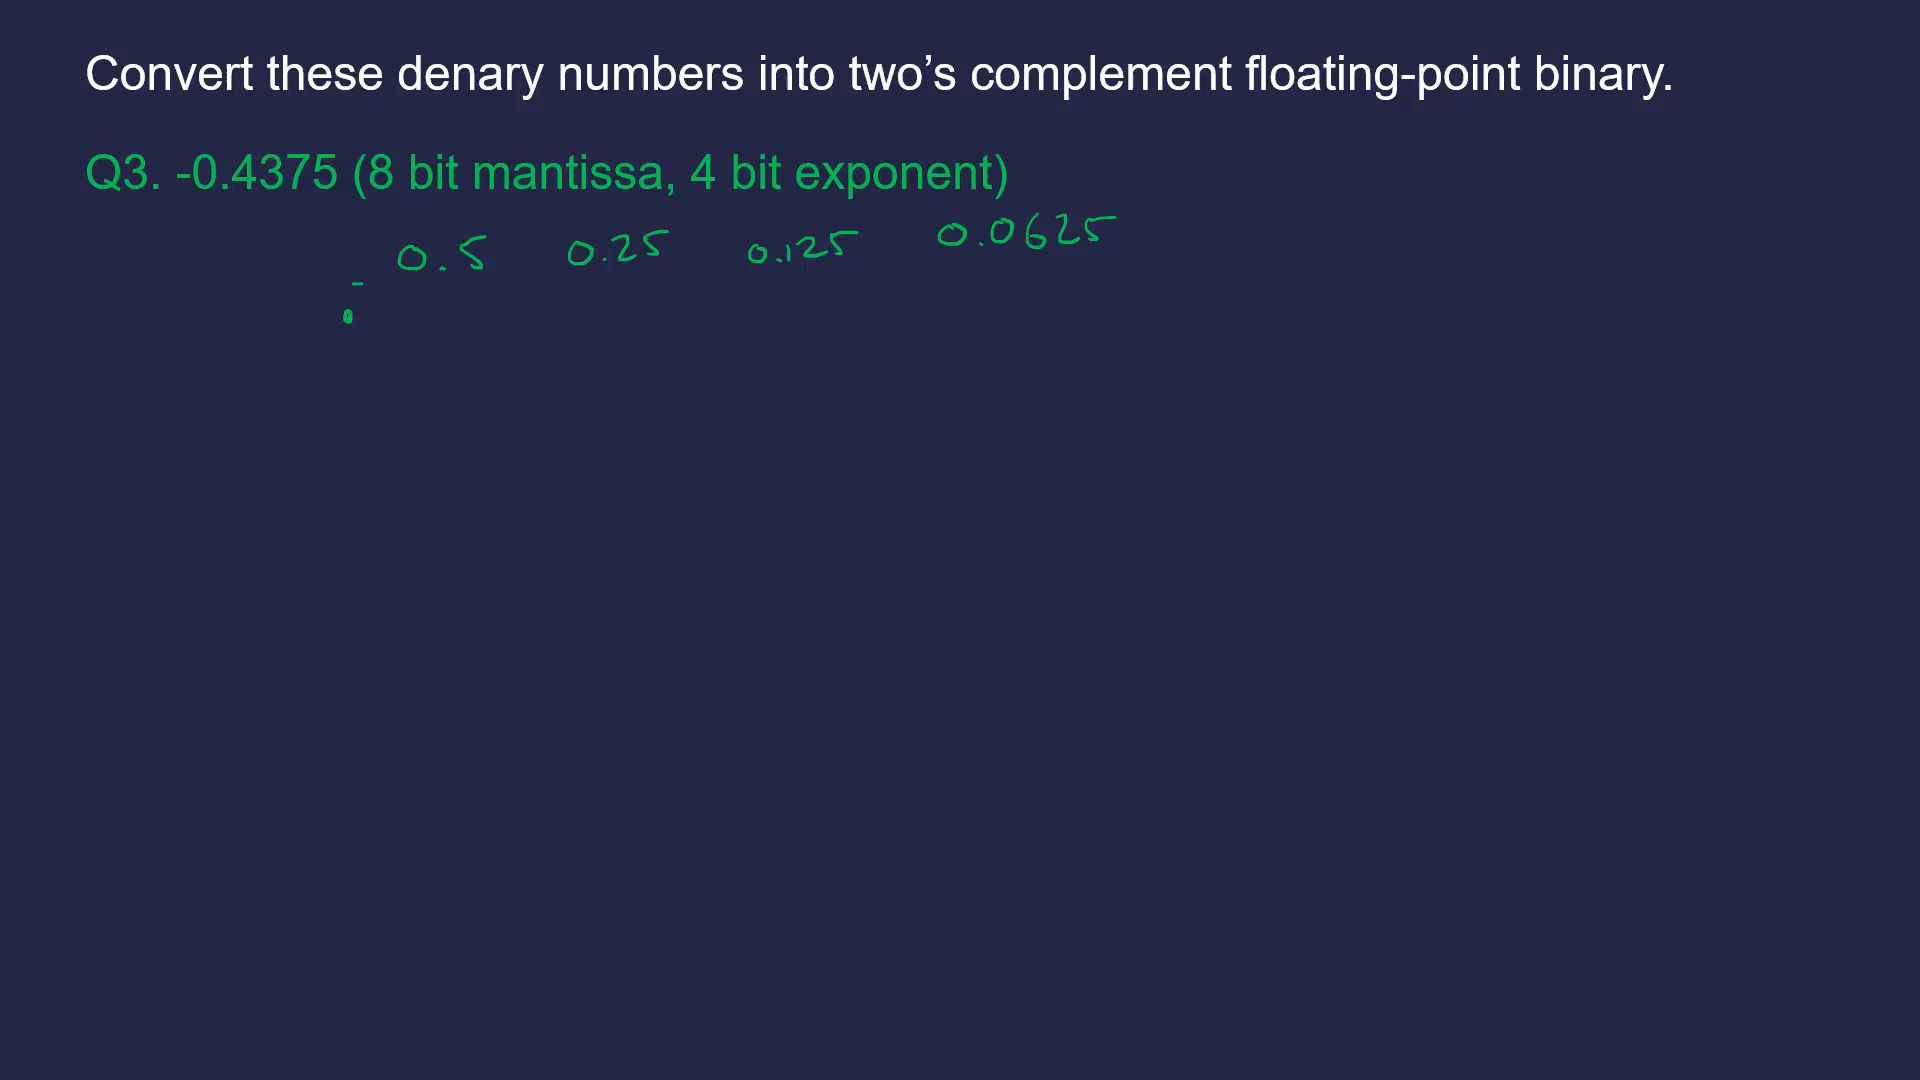 Convert these denary numbers into two’s complement floating-point binary.
Q3. -0.4375 (8 bit mantissa, 4 bit exponent)
0.5 0.25 0.125 0.0625
-
.